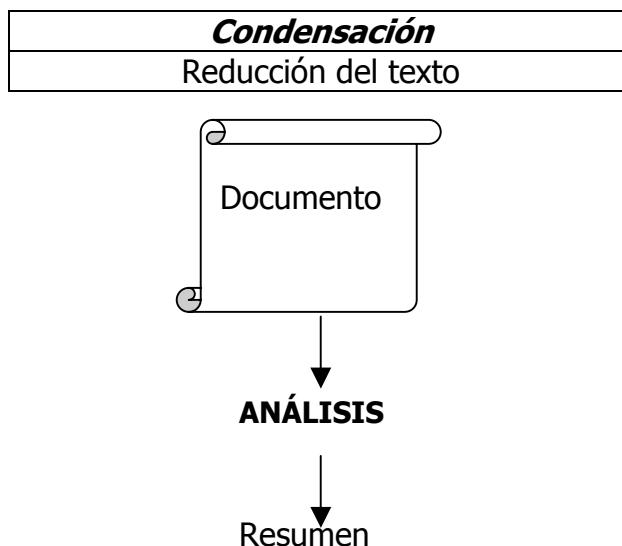 Condensación
Reducción del texto
Documento
ANÁLISIS
Resumen